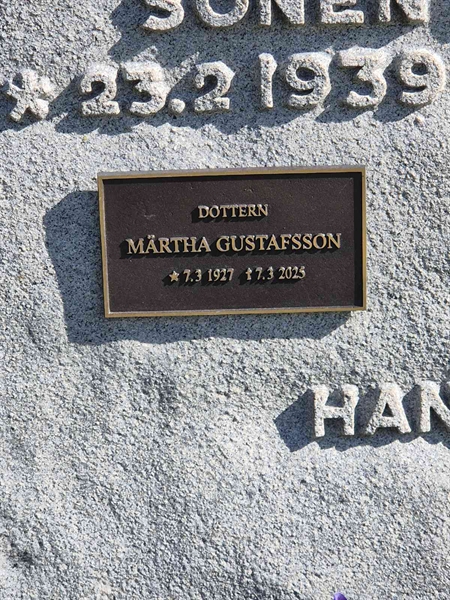 SONEN
* 23.2 † 1939
DOTTERN
MÄRTHA GUSTAFSSON
★ 7.3 1927 † 7.3 2025
HAN